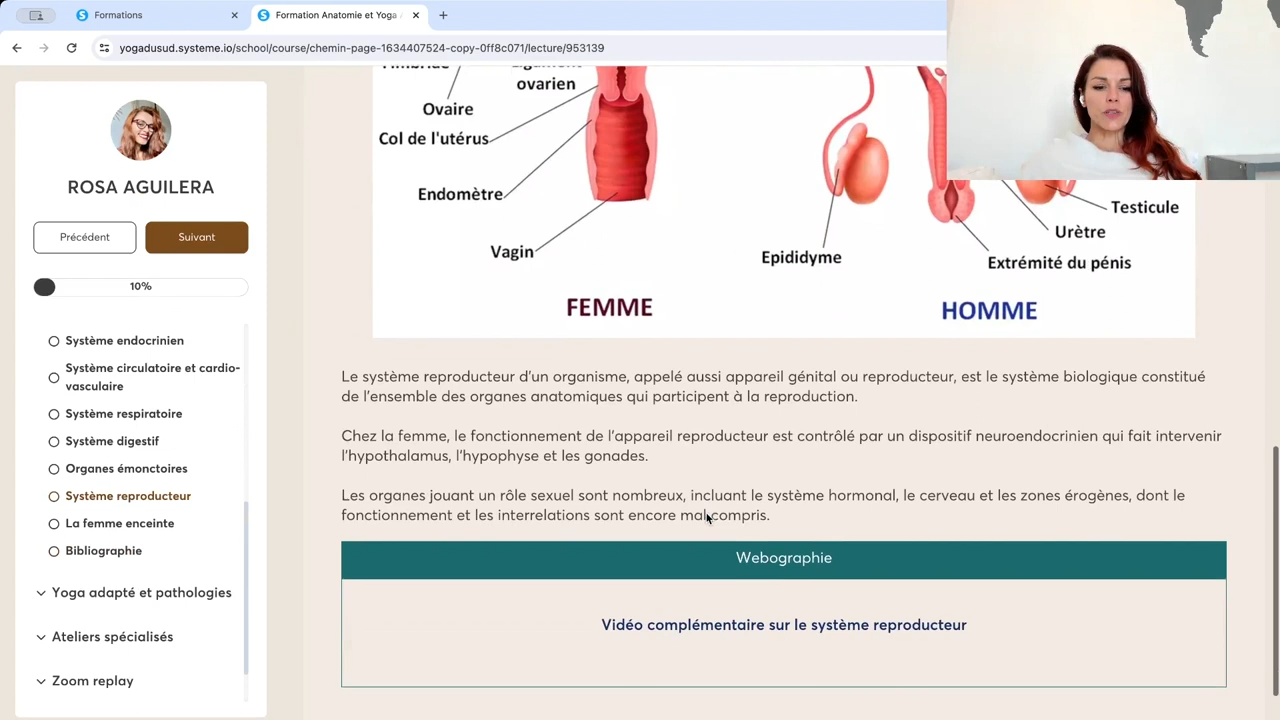 Formations
Formation Anatomie et Yoga
yogadusud.systeme.io/school/course/chemin-page-1634407524-copy-0ff8c071/lecture/953139
ROSA AGUILERA
Précédent
Suivant
10%
Système endocrinien
Système circulatoire et cardio-
vasculaire
Système respiratoire
Système digestif
Organes émonctoires
Système reproducteur
La femme enceinte
Bibliographie
Yoga adapté et pathologies
Ateliers spécialisés
Zoom replay
ovarien
Ovaire
Col de l'utérus
Endomètre
Vagin
FEMME
Epididyme
Testicule
Urètre
Extrémité du pénis
HOMME
Le système reproducteur d'un organisme, appelé aussi appareil génital ou reproducteur, est le système biologique constitué
de l'ensemble des organes anatomiques qui participent à la reproduction.
Chez la femme, le fonctionnement de l'appareil reproducteur est contrôlé par un dispositif neuroendocrinien qui fait intervenir
l'hypothalamus, l'hypophyse et les gonades.
Les organes jouant un rôle sexuel sont nombreux, incluant le système hormonal, le cerveau et les zones érogènes, dont le
fonctionnement et les interrelations sont encore mal compris.
Webographie
Vidéo complémentaire sur le système reproducteur